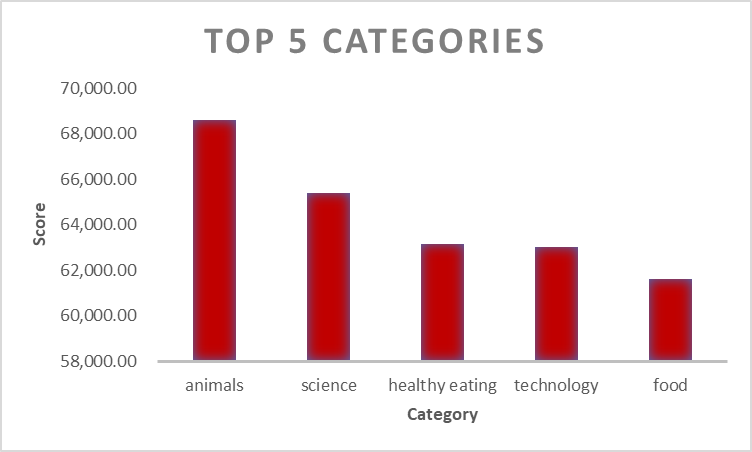 TOP 5 CATEGORIES
70,000.00
68,000.00
66,000.00
64,000.00
62,000.00
60,000.00
58,000.00
Score
animals science healthy eating technology food
Category